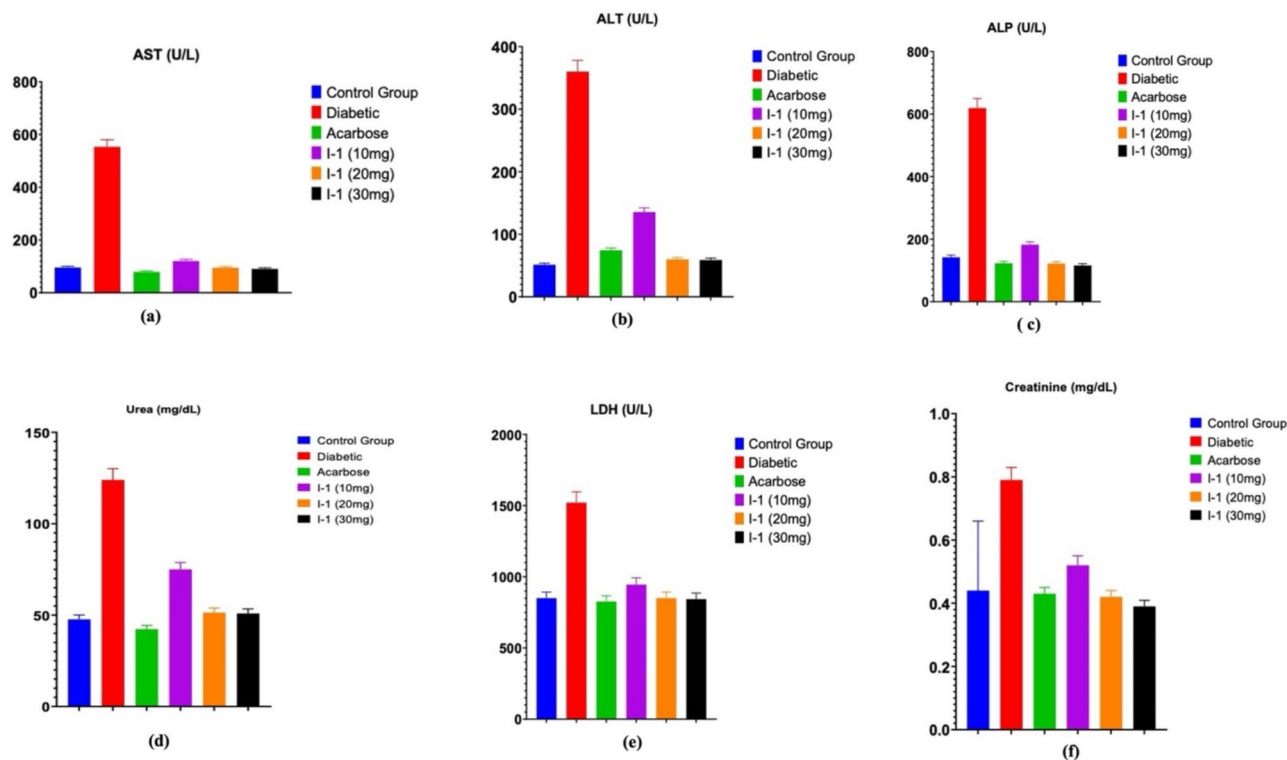 AST (U/L)
800
600
400
200
0
Control Group
Diabetic
Acarbose
I-1 (10mg)
I-1 (20mg)
I-1 (30mg)
(a)
ALT (U/L)
400
300
200
100
0
Control Group
Diabetic
Acarbose
I-1 (10mg)
I-1 (20mg)
I-1 (30mg)
(b)
ALP (U/L)
800
600
400
200
0
Control Group
Diabetic
Acarbose
I-1 (10mg)
I-1 (20mg)
I-1 (30mg)
( c)
Urea (mg/dL)
150
100
50
0
Control Group
Diabetic
Acarbose
I-1 (10mg)
I-1 (20mg)
I-1 (30mg)
(d)
LDH (U/L)
2000
1500
1000
500
0
Control Group
Diabetic
Acarbose
I-1 (10mg)
I-1 (20mg)
I-1 (30mg)
(e)
Creatinine (mg/dL)
1.0
0.8
0.6
0.4
0.2
0.0
Control Group
Diabetic
Acarbose
I-1 (10mg)
I-1 (20mg)
I-1 (30mg)
(f)